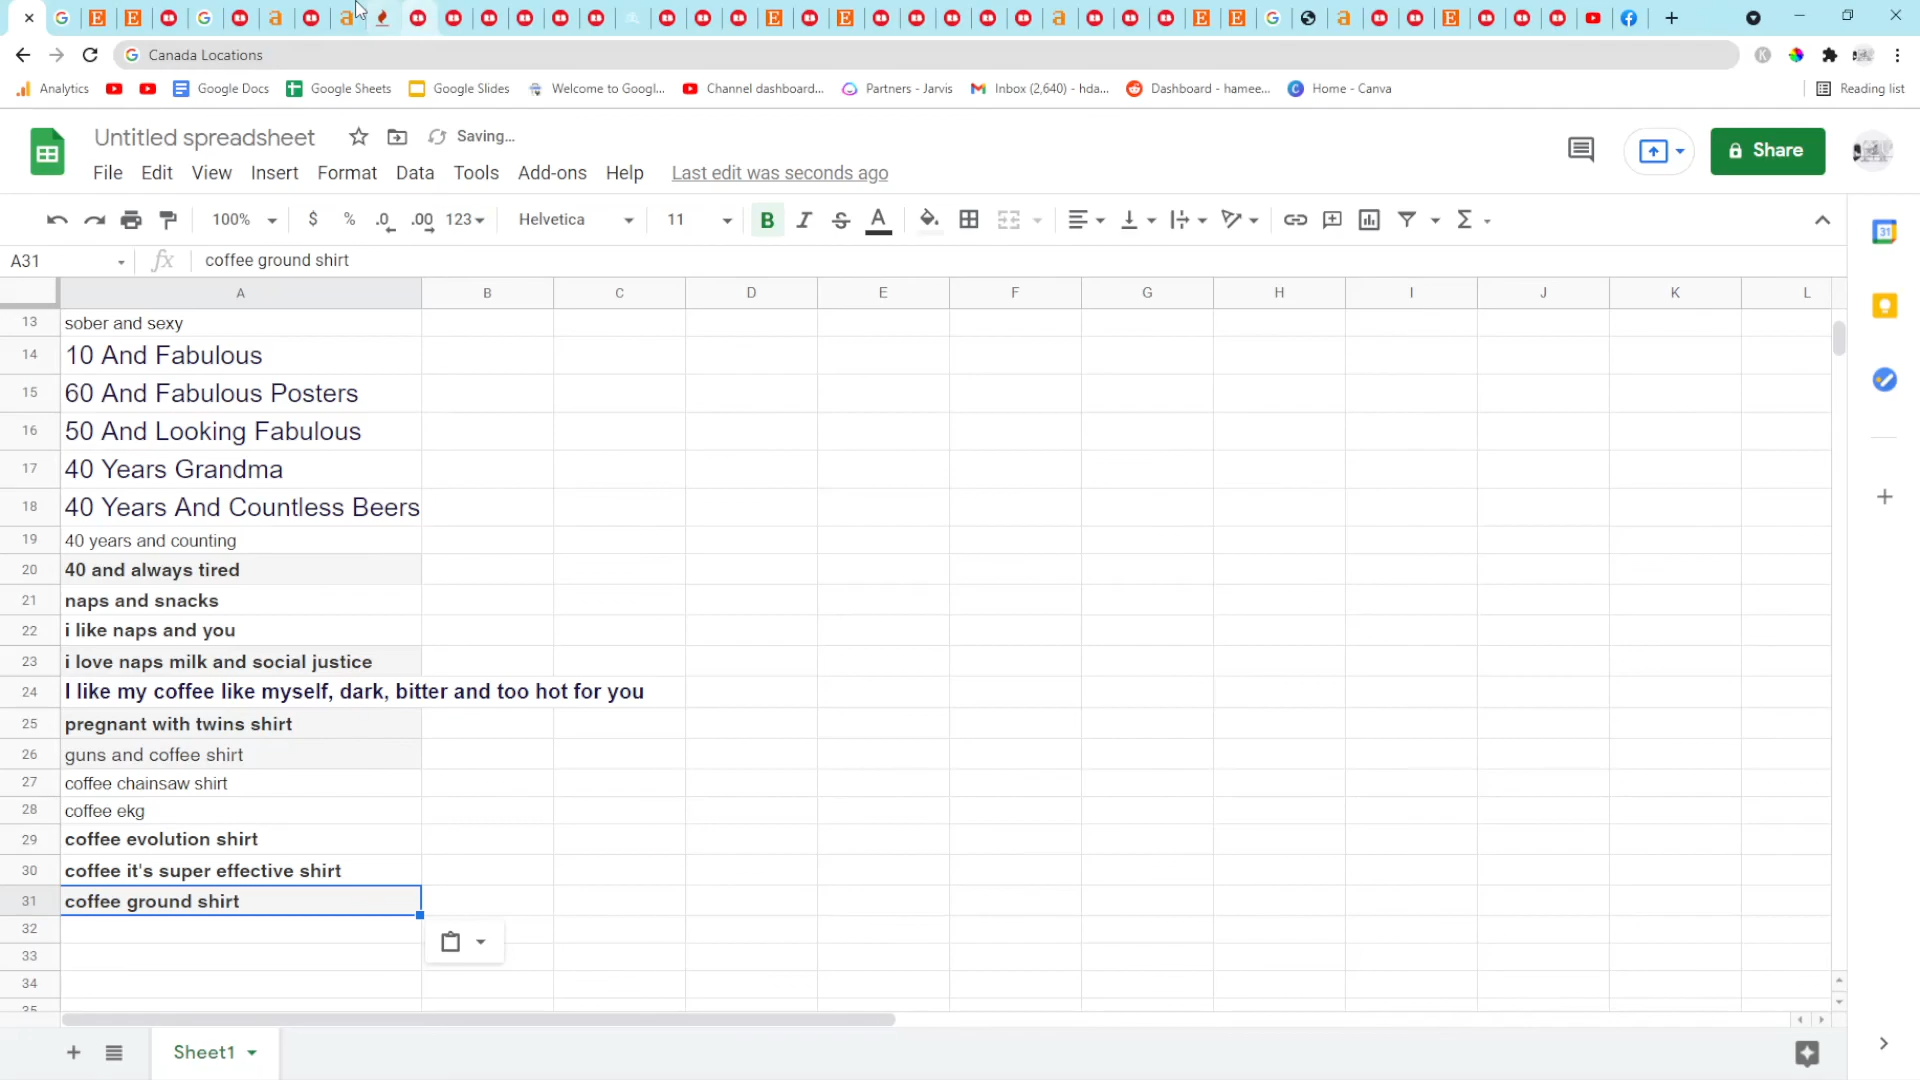 Canada Locations
Analytics
Google Docs
Google Sheets
Google Slides
Welcome to Googl...
Channel dashboard...
Partners - Jarvis
Inbox (2,640) - hda...
Dashboard - hamee...
Home - Canva
Reading list
Untitled spreadsheet
Saving...
Share
File Edit View Insert Format Data Tools Add-ons Help Last edit was seconds ago
100% $ % .0 .00 123 Helvetica 11 B I S A
A31 fx coffee ground shirt
A B C D E F G H I J K L
13 sober and sexy
14 10 And Fabulous
15 60 And Fabulous Posters
16 50 And Looking Fabulous
17 40 Years Grandma
18 40 Years And Countless Beers
19 40 years and counting
20 40 and always tired
21 naps and snacks
22 i like naps and you
23 i love naps milk and social justice
24 I like my coffee like myself, dark, bitter and too hot for you
25 pregnant with twins shirt
26 guns and coffee shirt
27 coffee chainsaw shirt
28 coffee ekg
29 coffee evolution shirt
30 coffee it's super effective shirt
31 coffee ground shirt
32
33
34
35
Sheet1